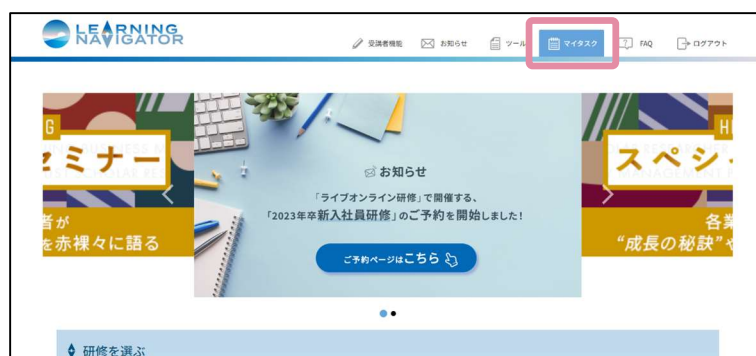 LEARNING
NAVIGATOR
受講者機能
お知らせ
ツール
マイタスク
FAQ
ログアウト
G
セミナー
者が
を赤裸々に語る
お知らせ
「ライブオンライン研修」で開催する、
「2023年卒新入社員研修」のご予約を開始しました！
ご予約ページはこちら
H
スペシ
各業
“成長の秘訣”や
研修を選ぶ